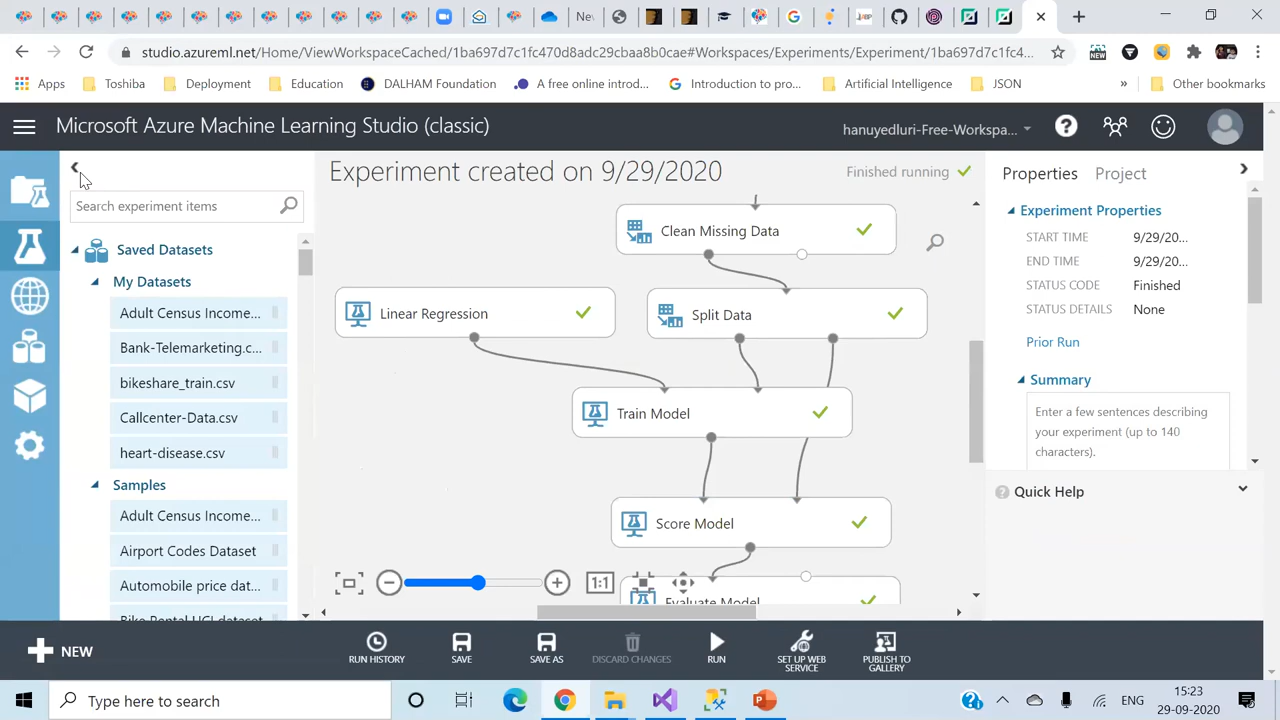 Nev
studio.azureml.net/Home/ViewWorkspaceCached/1ba697d7c1fc470d8adc29cbaa8b0cae#Workspaces/Experiments/Experiment/1ba697d7c1fc4...
NEW
Apps
Toshiba
Deployment
Education
DALHAM Foundation
A free online introd...
Introduction to pro...
Artificial Intelligence
JSON
»
Other bookmarks
Microsoft Azure Machine Learning Studio (classic)
hanuyedluri-Free-Workspa...
Experiment created on 9/29/2020
Finished running
Properties
Project
Search experiment items
Saved Datasets
My Datasets
Adult Census Income...
Bank-Telemarketing.c...
bikeshare_train.csv
Callcenter-Data.csv
heart-disease.csv
Samples
Adult Census Income...
Airport Codes Dataset
Automobile price dat...
Bike Rental UCI dataset
Clean Missing Data
Linear Regression
Split Data
Train Model
Score Model
Evaluate Model
1:1
Experiment Properties
START TIME 9/29/20...
END TIME 9/29/20...
STATUS CODE Finished
STATUS DETAILS None
Prior Run
Summary
Enter a few sentences describing
your experiment (up to 140
characters).
Quick Help
NEW
RUN HISTORY
SAVE
SAVE AS
DISCARD CHANGES
RUN
SET UP WEB
SERVICE
PUBLISH TO
GALLERY
Type here to search
ENG
15:23
29-09-2020